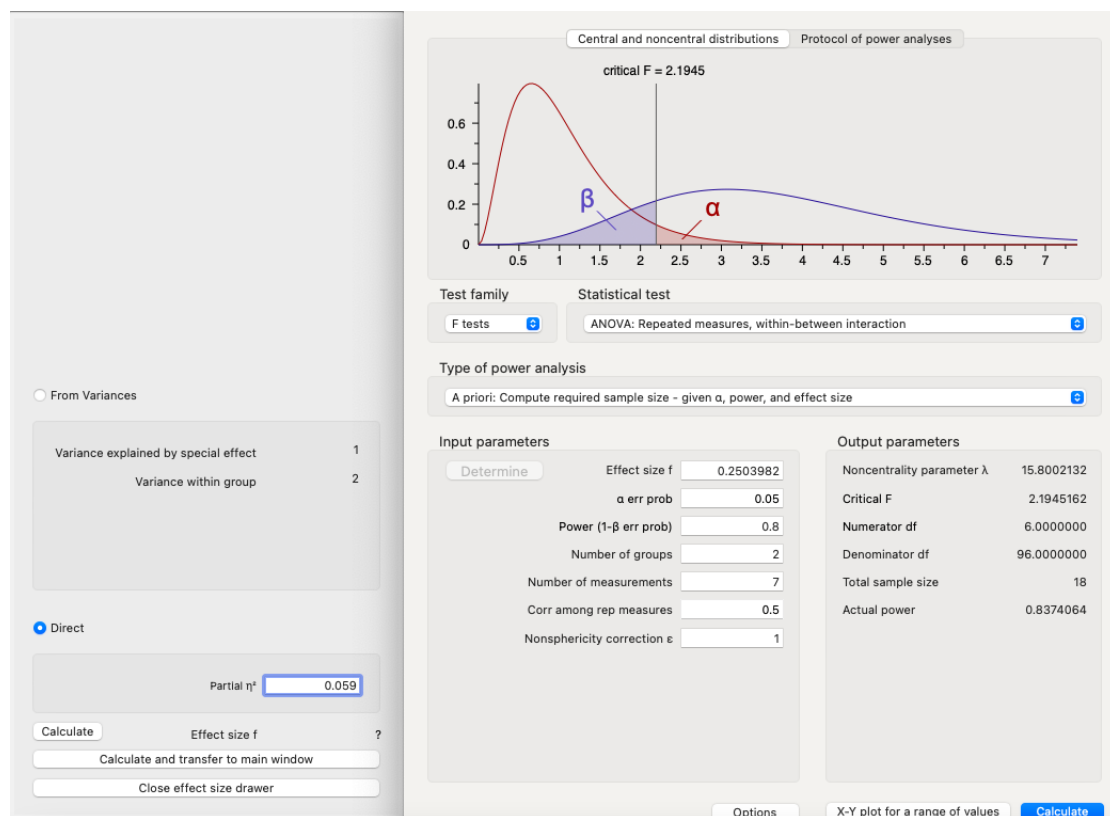 Central and noncentral distributions
Protocol of power analyses
critical F = 2.1945
0.6
0.4
0.2
0
β
α
0.5 1 1.5 2 2.5 3 3.5 4 4.5 5 5.5 6 6.5 7
Test family
Statistical test
F tests
ANOVA: Repeated measures, within-between interaction
Type of power analysis
A priori: Compute required sample size - given α, power, and effect size
From Variances
Variance explained by special effect 1
Variance within group 2
Direct
Partial η² 0.059
Calculate
Effect size f ?
Calculate and transfer to main window
Close effect size drawer
Input parameters
Determine
Effect size f 0.2503982
α err prob 0.05
Power (1-β err prob) 0.8
Number of groups 2
Number of measurements 7
Corr among rep measures 0.5
Nonsphericity correction ε 1
Output parameters
Noncentrality parameter λ 15.8002132
Critical F 2.1945162
Numerator df 6.0000000
Denominator df 96.0000000
Total sample size 18
Actual power 0.8374064
Options
X-Y plot for a range of values
Calculate